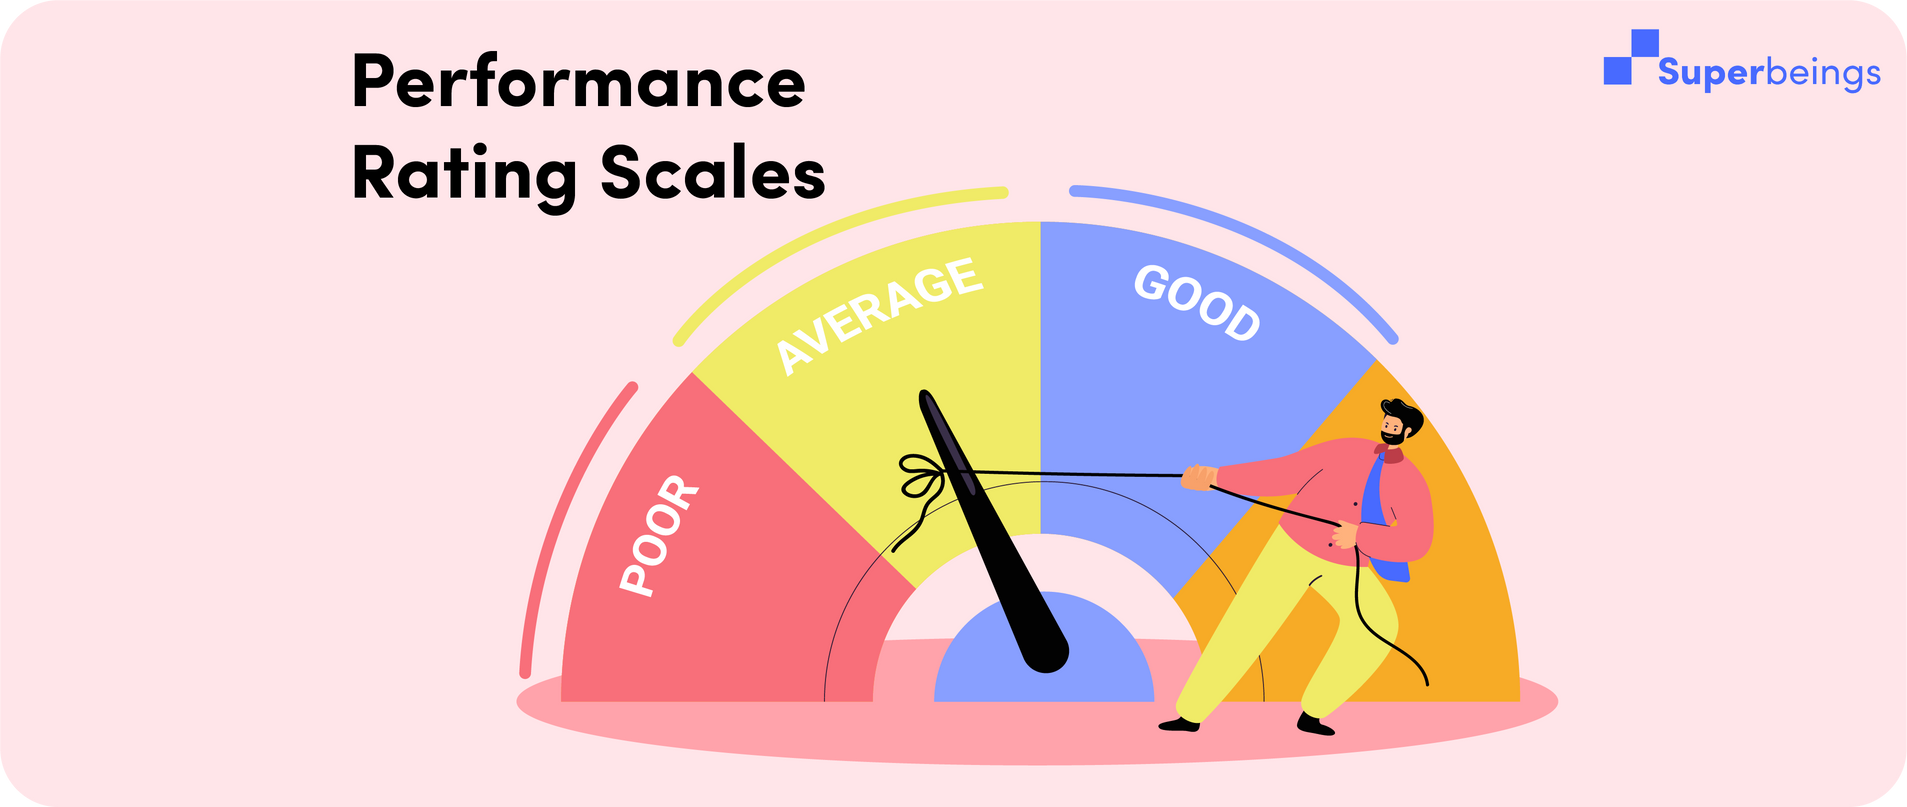 Performance
Rating Scales
Superbeings
POOR
AVERAGE
GOOD